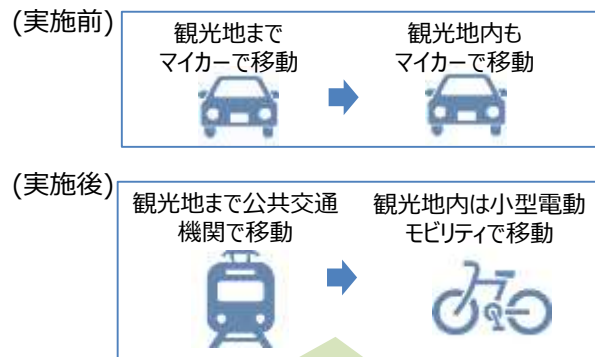 (実施前)
観光地まで
マイカーで移動
観光地内も
マイカーで移動
(実施後)
観光地まで公共交通
機関で移動
観光地内は小型電動
モビリティで移動